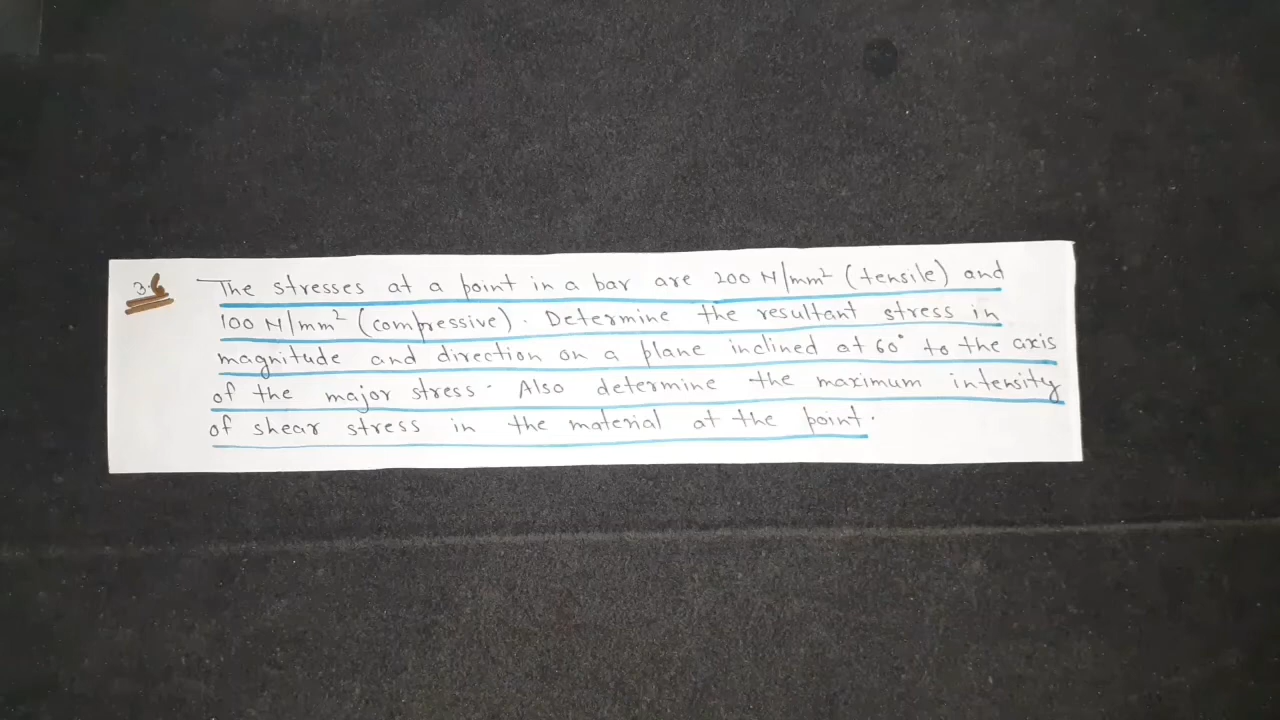 3.6 The stresses at a point in a bar are 200 N/mm² (tensile) and
100 N/mm² (compressive). Determine the resultant stress in
magnitude and direction on a plane inclined at 60° to the axis
of the major stress. Also determine the maximum intensity
of shear stress in the material at the point.